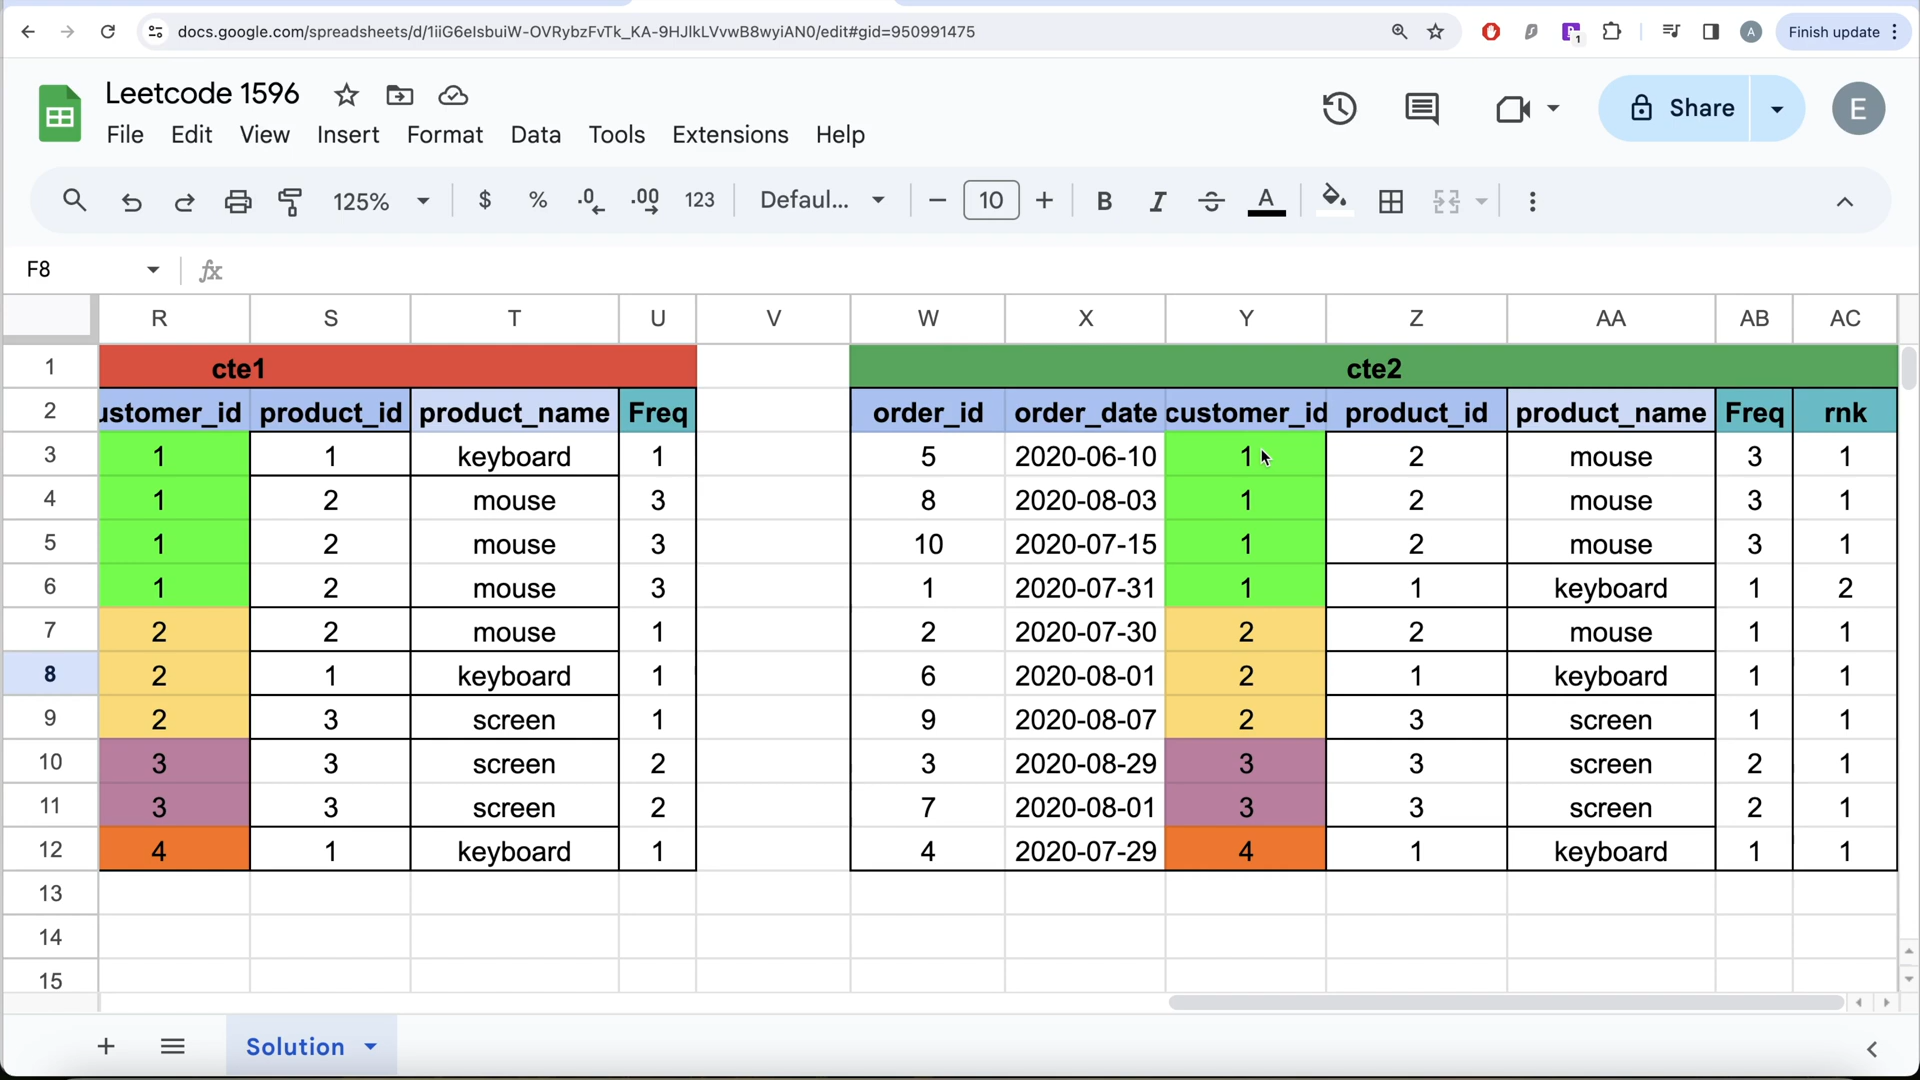 docs.google.com/spreadsheets/d/1iiG6eIsbuiW-OVRybzFvTk_KA-9HJlkLVvwB8wyiAN0/edit#gid=950991475
1
A
Finish update
Leetcode 1596
File Edit View Insert Format Data Tools Extensions Help
Share
E
125% $ % .0 .00 123 Defaul... 10 B I S A
F8 fx
R S T U V W X Y Z AA AB AC
1 cte1 cte2
2 ustomer_id product_id product_name Freq order_id order_date customer_id product_id product_name Freq rnk
3 1 1 keyboard 1 5 2020-06-10 1 2 mouse 3 1
4 1 2 mouse 3 8 2020-08-03 1 2 mouse 3 1
5 1 2 mouse 3 10 2020-07-15 1 2 mouse 3 1
6 1 2 mouse 3 1 2020-07-31 1 1 keyboard 1 2
7 2 2 mouse 1 2 2020-07-30 2 2 mouse 1 1
8 2 1 keyboard 1 6 2020-08-01 2 1 keyboard 1 1
9 2 3 screen 1 9 2020-08-07 2 3 screen 1 1
10 3 3 screen 2 3 2020-08-29 3 3 screen 2 1
11 3 3 screen 2 7 2020-08-01 3 3 screen 2 1
12 4 1 keyboard 1 4 2020-07-29 4 1 keyboard 1 1
13
14
15
Solution